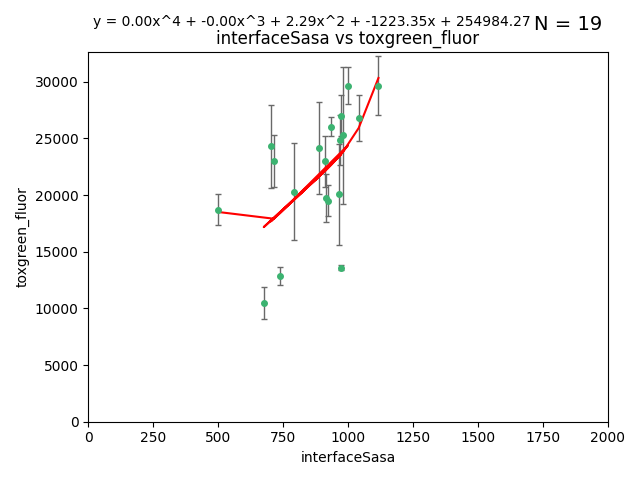 y = 0.00x^4 + -0.00x^3 + 2.29x^2 + -1223.35x + 254984.27 N = 19
interfaceSasa vs toxgreen_fluor
30000
25000
20000
15000
10000
5000
0
toxgreen_fluor
0 250 500 750 1000 1250 1500 1750 2000
interfaceSasa